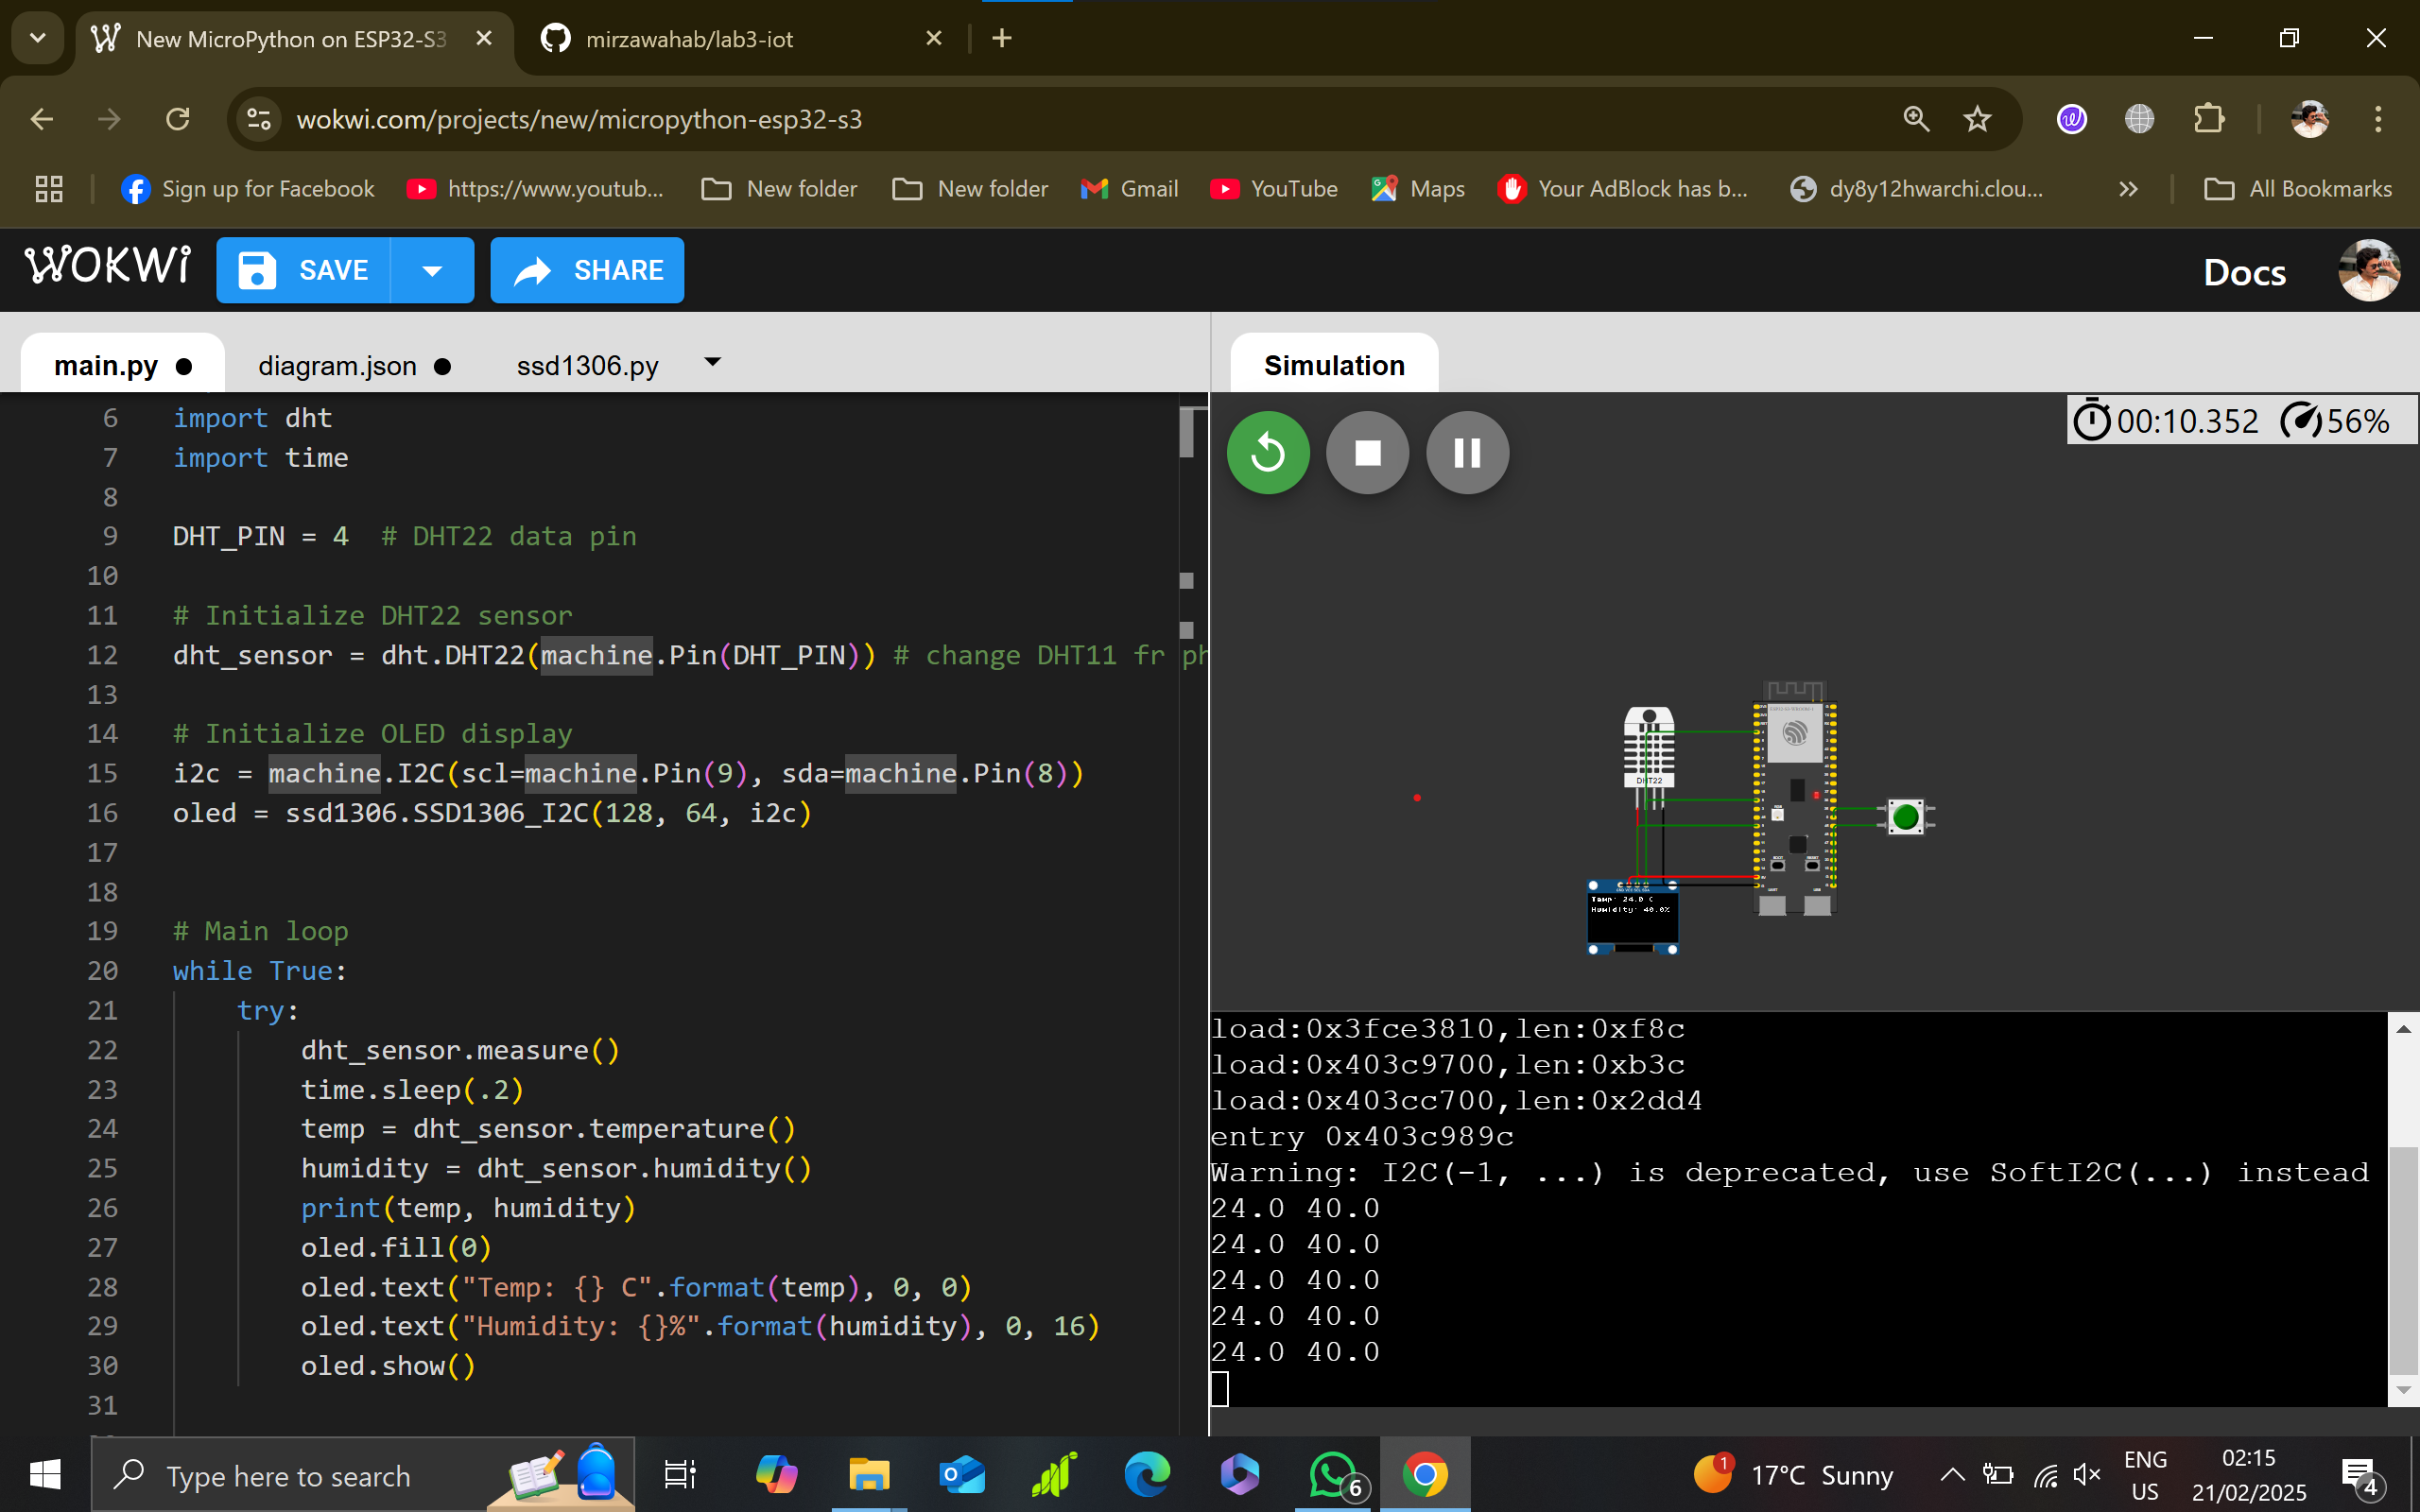 New MicroPython on ESP32-S3
mirzawahab/lab3-iot
wokwi.com/projects/new/micropython-esp32-s3
Sign up for Facebook
https://www.youtub...
New folder
New folder
Gmail
YouTube
Maps
Your AdBlock has b...
dy8y12hwarchi.clou...
All Bookmarks
WOKWI
SAVE
SHARE
Docs
main.py
diagram.json
ssd1306.py
Simulation
00:10.352
56%
6 import dht
7 import time
8
9 DHT_PIN = 4  # DHT22 data pin
10
11 # Initialize DHT22 sensor
12 dht_sensor = dht.DHT22(machine.Pin(DHT_PIN)) # change DHT11 fr ph
13
14 # Initialize OLED display
15 i2c = machine.I2C(scl=machine.Pin(9), sda=machine.Pin(8))
16 oled = ssd1306.SSD1306_I2C(128, 64, i2c)
17
18
19 # Main loop
20 while True:
21     try:
22         dht_sensor.measure()
23         time.sleep(.2)
24         temp = dht_sensor.temperature()
25         humidity = dht_sensor.humidity()
26         print(temp, humidity)
27         oled.fill(0)
28         oled.text("Temp: {} C".format(temp), 0, 0)
29         oled.text("Humidity: {}%".format(humidity), 0, 16)
30         oled.show()
31
DHT22
Temp: 24.0 C
Humidity: 40.0%
load:0x3fce3810,len:0xf8c
load:0x403c9700,len:0xb3c
load:0x403cc700,len:0x2dd4
entry 0x403c989c
Warning: I2C(-1, ...) is deprecated, use SoftI2C(...) instead
24.0 40.0
24.0 40.0
24.0 40.0
24.0 40.0
24.0 40.0
Type here to search
6
1
17°C Sunny
ENG
US
02:15
21/02/2025
4